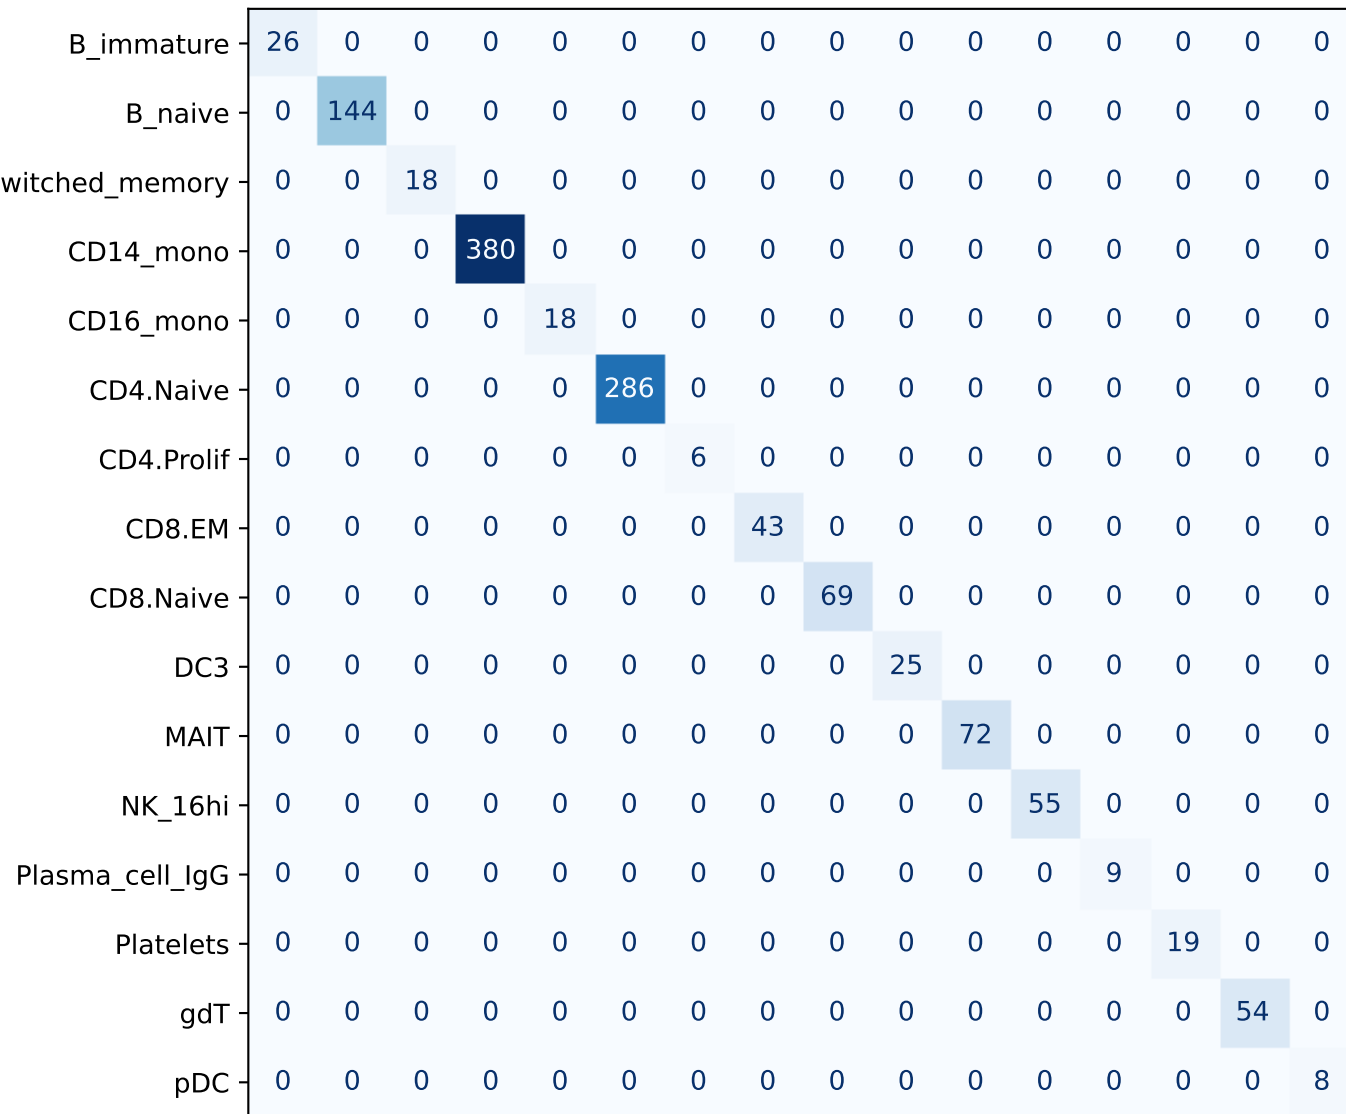 B_immature 26 0 0 0 0 0 0 0 0 0 0 0 0 0 0 0
B_naive 0 144 0 0 0 0 0 0 0 0 0 0 0 0 0 0
witched_memory 0 0 18 0 0 0 0 0 0 0 0 0 0 0 0 0
CD14_mono 0 0 0 380 0 0 0 0 0 0 0 0 0 0 0 0
CD16_mono 0 0 0 0 18 0 0 0 0 0 0 0 0 0 0 0
CD4.Naive 0 0 0 0 0 286 0 0 0 0 0 0 0 0 0 0
CD4.Prolif 0 0 0 0 0 0 6 0 0 0 0 0 0 0 0 0
CD8.EM 0 0 0 0 0 0 0 43 0 0 0 0 0 0 0 0
CD8.Naive 0 0 0 0 0 0 0 0 69 0 0 0 0 0 0 0
DC3 0 0 0 0 0 0 0 0 0 25 0 0 0 0 0 0
MAIT 0 0 0 0 0 0 0 0 0 0 72 0 0 0 0 0
NK_16hi 0 0 0 0 0 0 0 0 0 0 0 55 0 0 0 0
Plasma_cell_IgG 0 0 0 0 0 0 0 0 0 0 0 0 9 0 0 0
Platelets 0 0 0 0 0 0 0 0 0 0 0 0 0 19 0 0
gdT 0 0 0 0 0 0 0 0 0 0 0 0 0 0 54 0
pDC 0 0 0 0 0 0 0 0 0 0 0 0 0 0 0 8